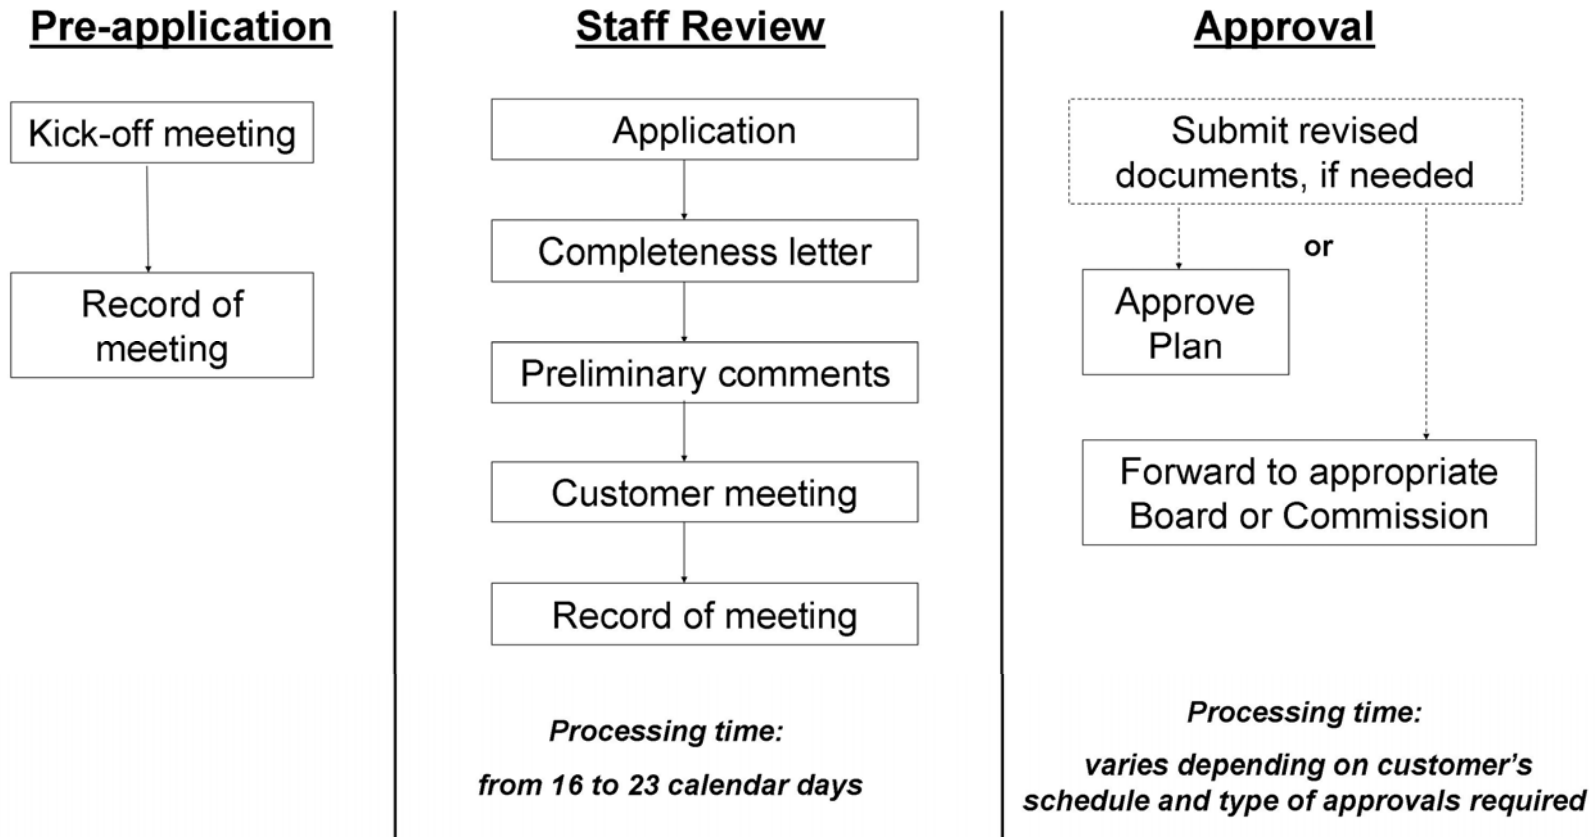 Pre-application
Kick-off meeting
Record of
meeting
Staff Review
Application
Completeness letter
Preliminary comments
Customer meeting
Record of meeting
Processing time:
from 16 to 23 calendar days
Approval
Submit revised
documents, if needed
or
Approve
Plan
Forward to appropriate
Board or Commission
Processing time:
varies depending on customer’s
schedule and type of approvals required